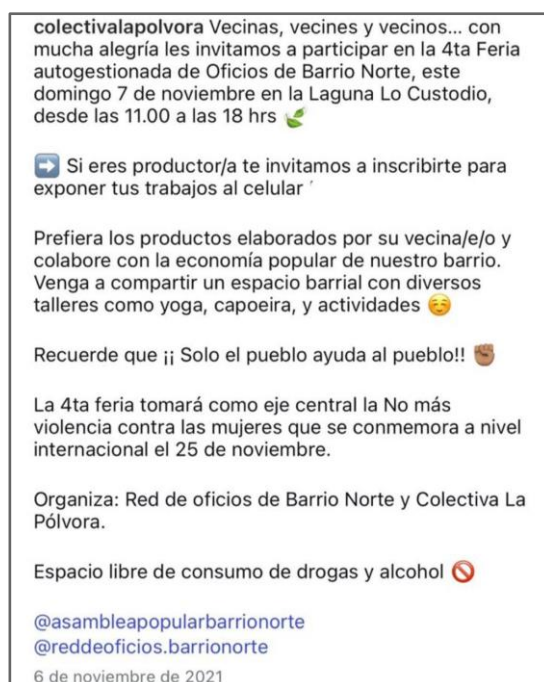 colectivalapolvora Vecinas, vecines y vecinos... con
mucha alegría les invitamos a participar en la 4ta Feria
autogestionada de Oficios de Barrio Norte, este
domingo 7 de noviembre en la Laguna Lo Custodio,
desde las 11.00 a las 18 hrs 🌿
➡️ Si eres productor/a te invitamos a inscribirte para
exponer tus trabajos al celular
Prefiera los productos elaborados por su vecina/e/o y
colabore con la economía popular de nuestro barrio.
Venga a compartir un espacio barrial con diversos
talleres como yoga, capoeira, y actividades ☺️
Recuerde que ¡¡ Solo el pueblo ayuda al pueblo!! ✊🏽
La 4ta feria tomará como eje central la No más
violencia contra las mujeres que se conmemora a nivel
internacional el 25 de noviembre.
Organiza: Red de oficios de Barrio Norte y Colectiva La
Pólvora.
Espacio libre de consumo de drogas y alcohol 🚫
@asambleapopularbarrionorte
@reddeoficios.barrionorte
6 de noviembre de 2021